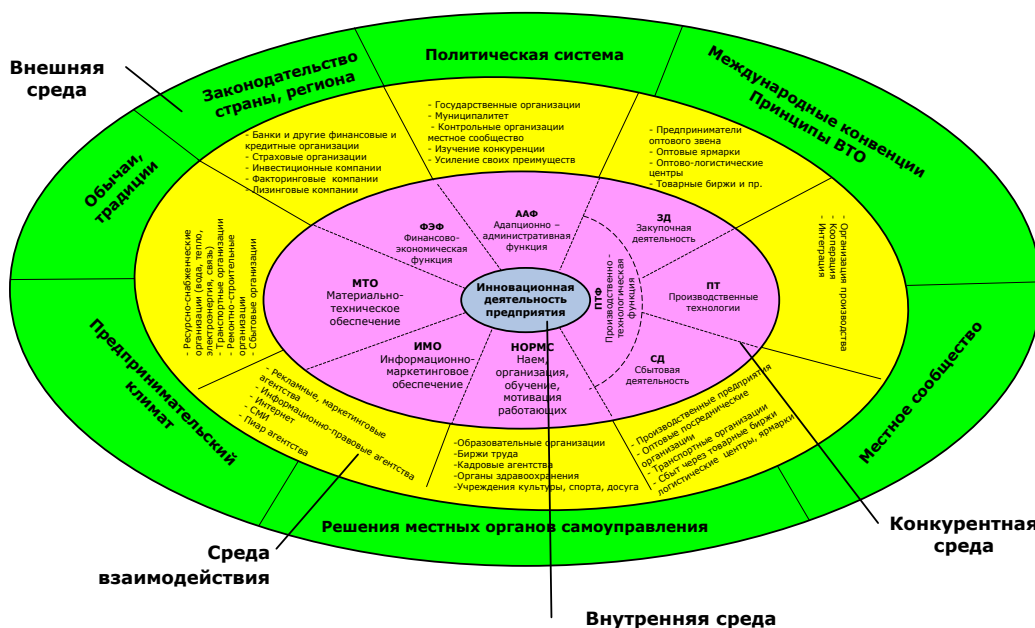 Внешняя
среда
Законодательство
страны, региона
Политическая система
Международные конвенции
Принципы ВТО
Обычаи,
традиции
- Банки и другие финансовые и
кредитные организации
- Страховые организации
- Инвестиционные компании
- Факторинговые компании
- Лизинговые компании
- Государственные организации
- Муниципалитет
- Контрольные организации
местное сообщество
- Изучение конкуренции
- Усиление своих преимуществ
- Предприниматели
оптового звена
- Оптовые ярмарки
- Оптово-логистические
центры
- Товарные биржи и пр.
- Организация производства
- Кооперация
- Интеграция
- Ресурсно-снабженческие
организации (вода, тепло,
электроэнергия, связь)
- Транспортные организации
- Ремонтно-строительные
организации
- Сбытовые организации
ФЭФ
Финансово-
экономическая
функция
ААФ
Адапционно –
административная
функция
ЗД
Закупочная
деятельность
МТО
Материально-
техническое
обеспечение
Инновационная
деятельность
предприятия
ПТФ
Производственно -
технологическая
функция
ПТ
Производственные
технологии
ИМО
Информационно-
маркетинговое
обеспечение
НОРМС
Наем,
организация,
обучение,
мотивация
работающих
СД
Сбытовая
деятельность
- Рекламные, маркетинговые
агентства
- Информационно-правовые агентства
- Интернет
- СМИ
- Пиар агентства
-Образовательные организации
-Биржи труда
-Кадровые агентства
-Органы здравоохранения
-Учреждения культуры, спорта, досуга
- Производственные предприятия
- Оптовые посреднические
организации
- Транспортные организации
- Сбыт через товарные биржи
логистические центры, ярмарки
Предпринимательский
климат
Местное сообщество
Решения местных органов самоуправления
Среда
взаимодействия
Конкурентная
среда
Внутренняя среда